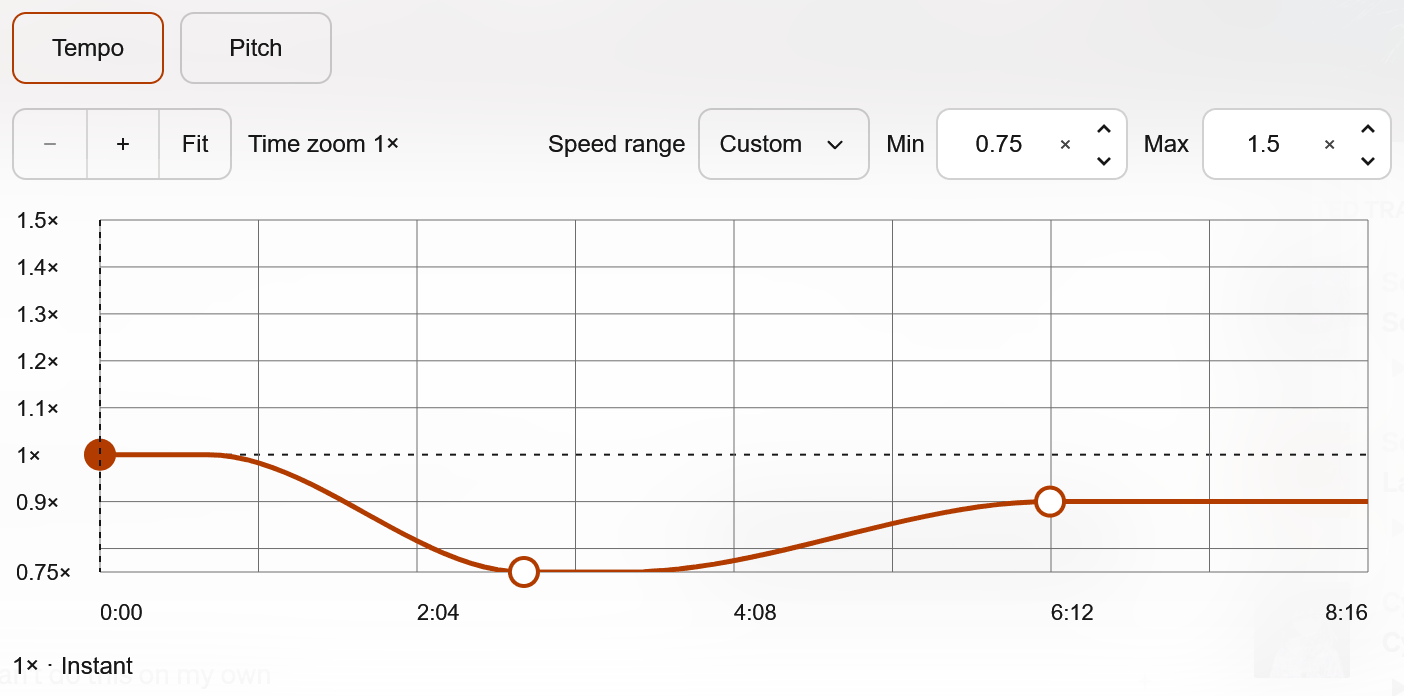 Tempo Pitch
− + Fit Time zoom 1× Speed range Custom Min 0.75 × Max 1.5 ×
1.5×
1.4×
1.3×
1.2×
1.1×
1×
0.9×
0.75×
0:00 2:04 4:08 6:12 8:16
1× · Instant
on my own